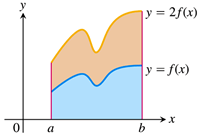 y
y = 2f(x)
y = f(x)
x
0
a
b